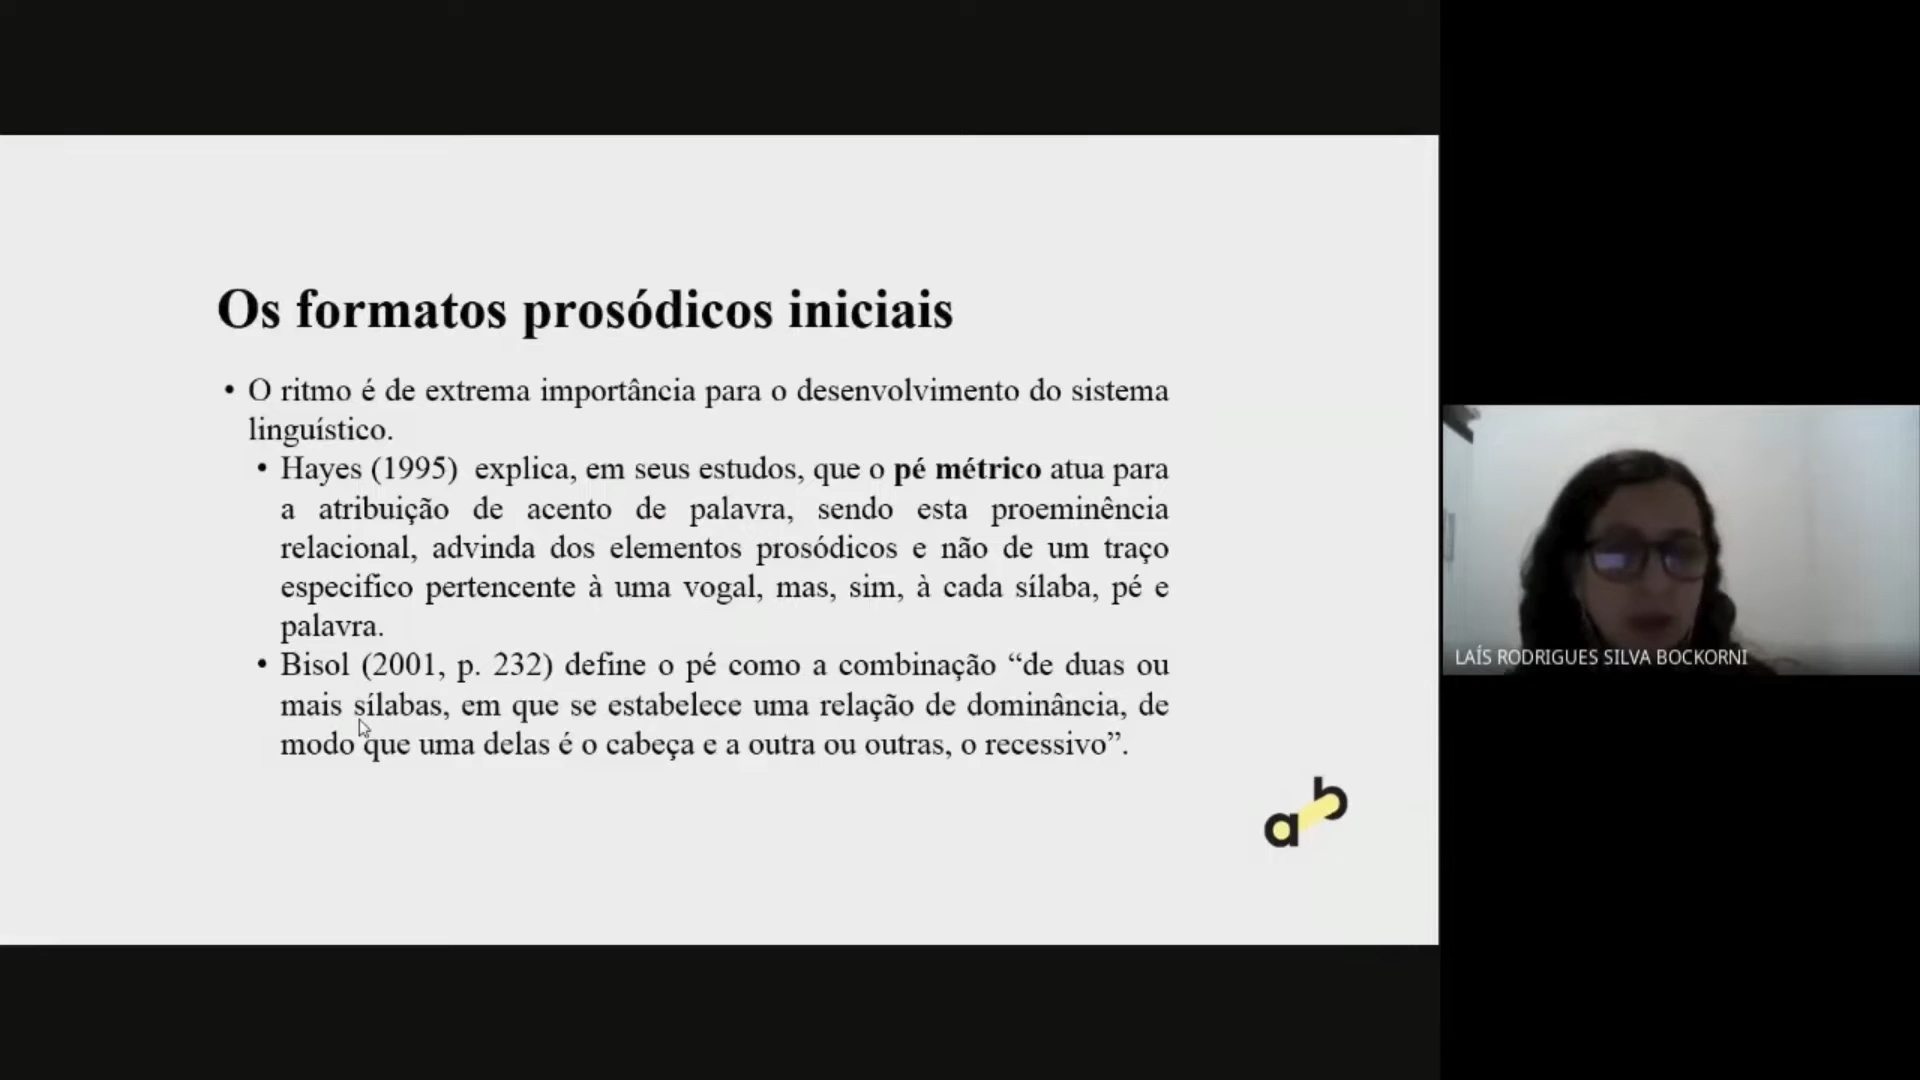 Os formatos prosódicos iniciais
• O ritmo é de extrema importância para o desenvolvimento do sistema
linguístico.
• Hayes (1995) explica, em seus estudos, que o pé métrico atua para
a atribuição de acento de palavra, sendo esta proeminência
relacional, advinda dos elementos prosódicos e não de um traço
especifico pertencente à uma vogal, mas, sim, à cada sílaba, pé e
palavra.
• Bisol (2001, p. 232) define o pé como a combinação “de duas ou
mais sílabas, em que se estabelece uma relação de dominância, de
modo que uma delas é o cabeça e a outra ou outras, o recessivo”.
ab
LAÍS RODRIGUES SILVA BOCKORNI